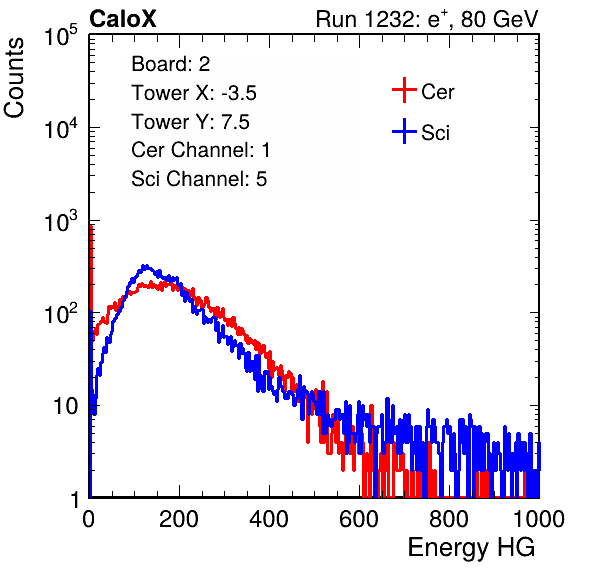 CaloX Run 1232: e⁺, 80 GeV
Counts
Board: 2
Tower X: -3.5
Tower Y: 7.5
Cer Channel: 1
Sci Channel: 5
Cer
Sci
10⁵
10⁴
10³
10²
10
1
0 200 400 600 800 1000
Energy HG